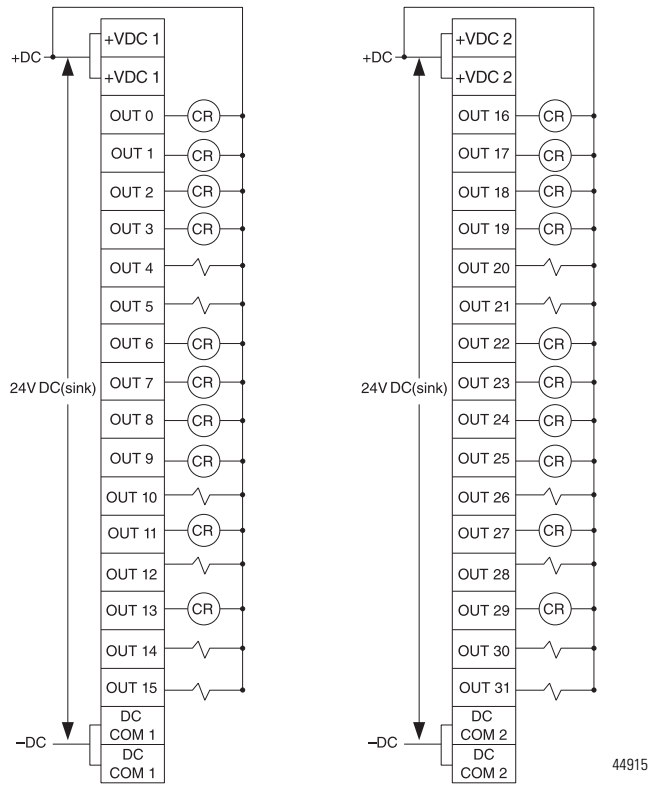 +DC
+VDC 1
+VDC 1
OUT 0 CR
OUT 1 CR
OUT 2 CR
OUT 3 CR
OUT 4
OUT 5
OUT 6 CR
OUT 7 CR
24V DC(sink)
OUT 8 CR
OUT 9 CR
OUT 10
OUT 11 CR
OUT 12
OUT 13 CR
OUT 14
OUT 15
–DC
DC
COM 1
DC
COM 1
+DC
+VDC 2
+VDC 2
OUT 16 CR
OUT 17 CR
OUT 18 CR
OUT 19 CR
OUT 20
OUT 21
OUT 22 CR
OUT 23 CR
24V DC(sink)
OUT 24 CR
OUT 25 CR
OUT 26
OUT 27 CR
OUT 28
OUT 29 CR
OUT 30
OUT 31
–DC
DC
COM 2
DC
COM 2
44915